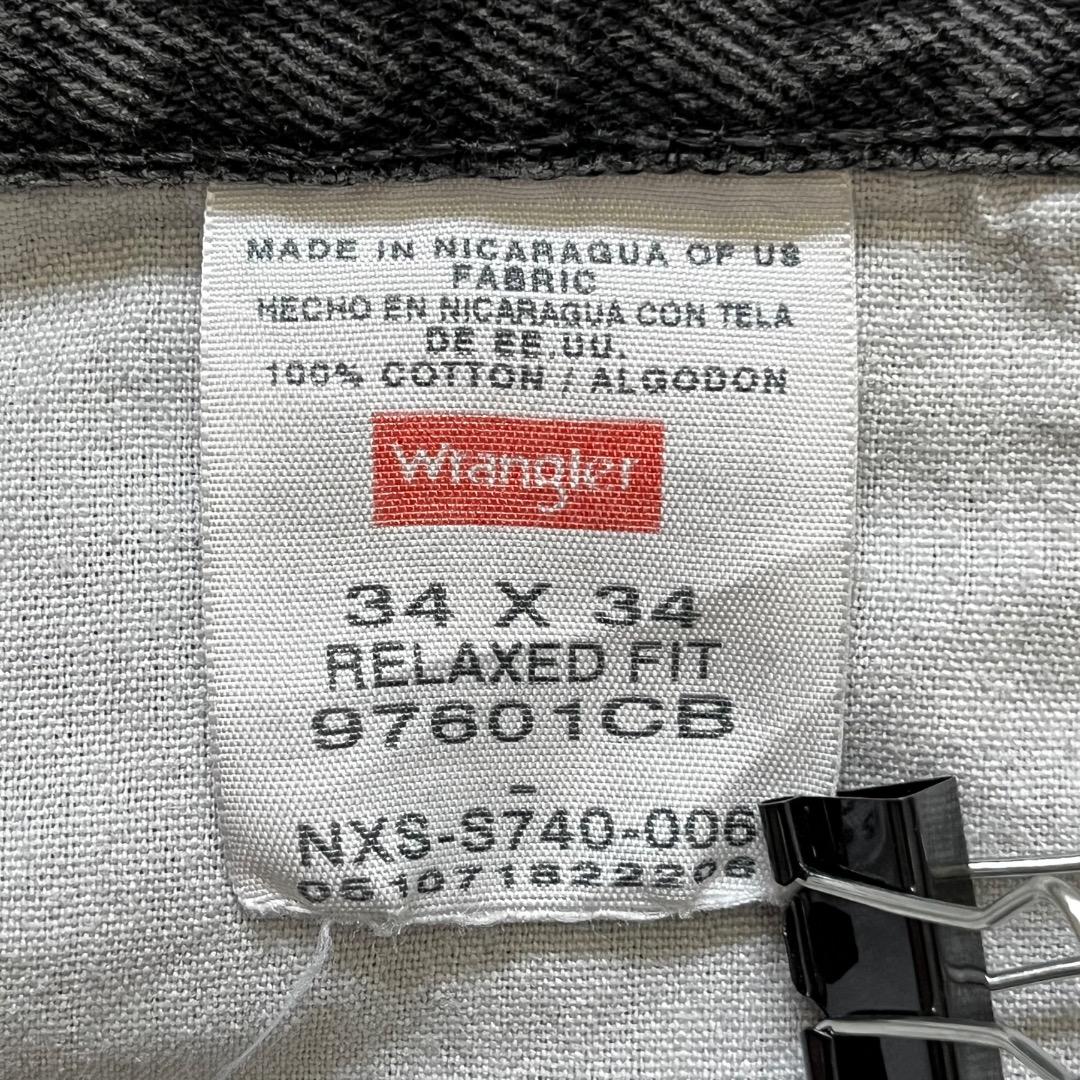 MADE IN NICARAGUA OF US
FABRIC
HECHO EN NICARAGUA CON TELA
DE EE.UU.
100% COTTON / ALGODON
Wrangler
34 X 34
RELAXED FIT
97601CB
-
NXS-S740-006